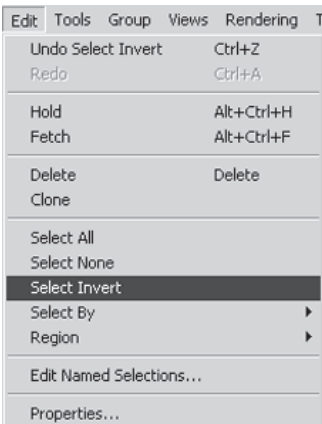 Edit Tools Group Views Rendering
Undo Select Invert Ctrl+Z
Redo Ctrl+A
Hold Alt+Ctrl+H
Fetch Alt+Ctrl+F
Delete Delete
Clone
Select All
Select None
Select Invert
Select By
Region
Edit Named Selections...
Properties...